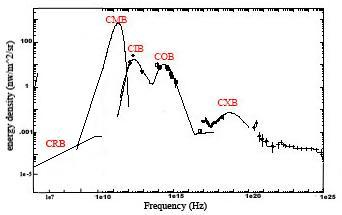 CMB
CIB
COB
CXB
CRB
100
.1
.001
1e-5
1e7
1e10
1e15
1e20
1e25
energy density (nw/m^2/sr)
Frequency (Hz)